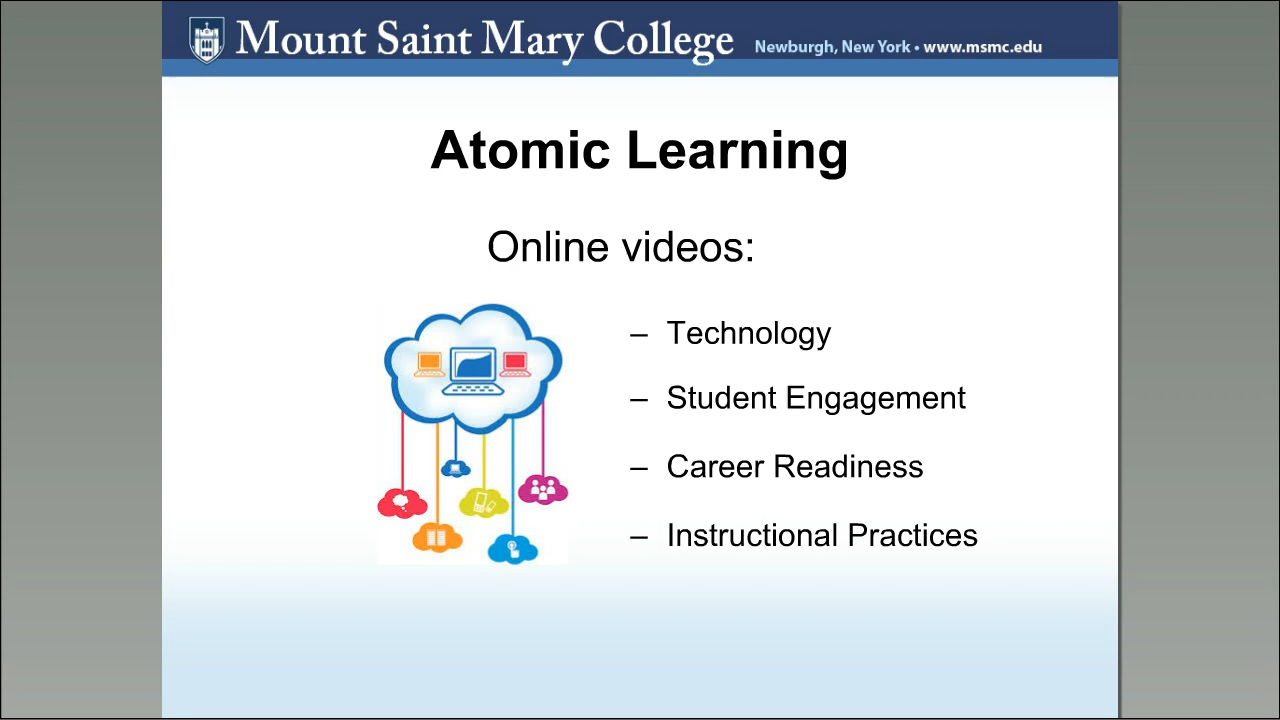 Mount Saint Mary College Newburgh, New York • www.msmc.edu
Atomic Learning
Online videos:
– Technology
– Student Engagement
– Career Readiness
– Instructional Practices